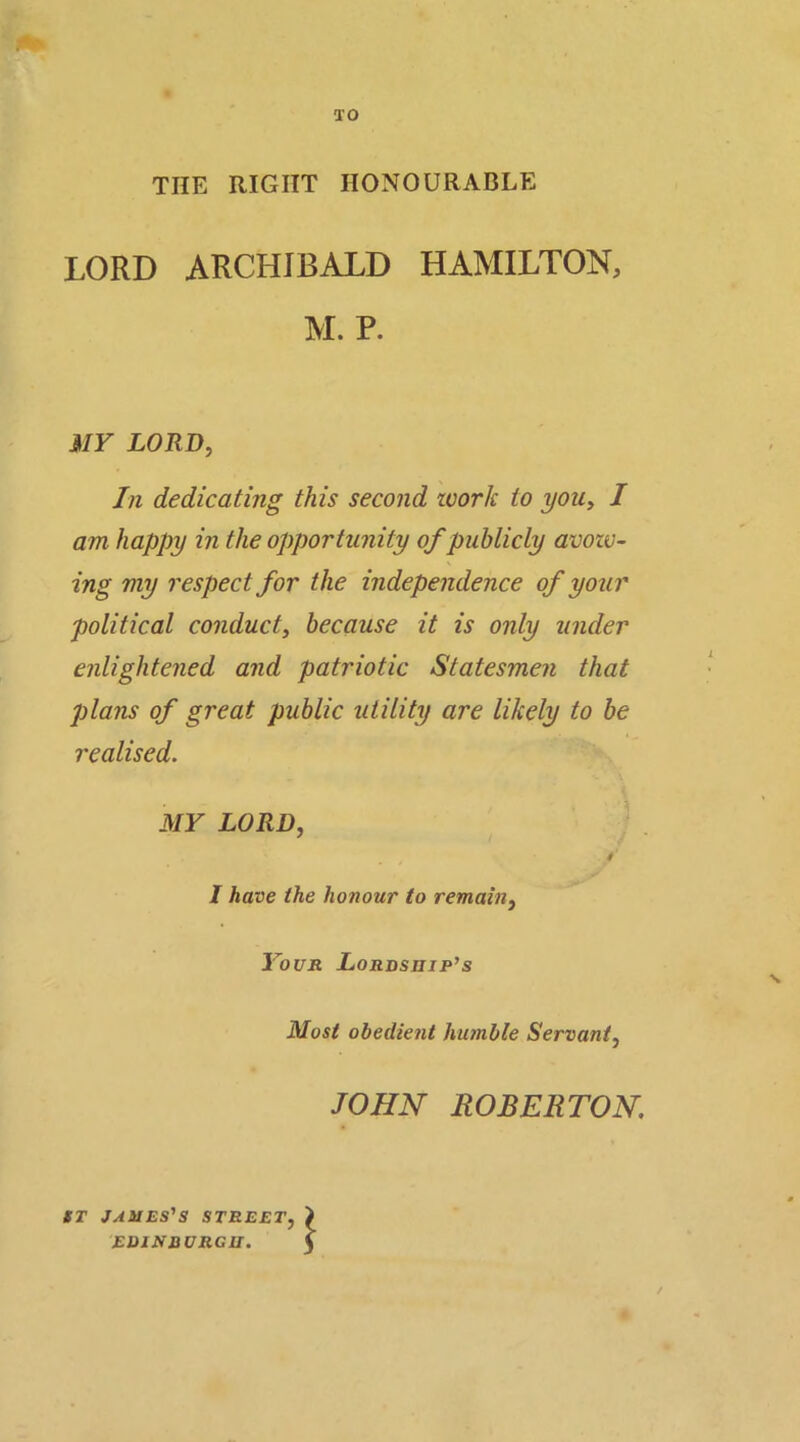 TO
THE RIGHT HONOURABLE
LORD ARCHIBALD HAMILTON,
M. P.
MY LORD,
In dedicating this second work to you, I
am happy in the opportunity of publicly avow-
ing my respect for the independence of your
political conduct, because it is only under
enlightened and patriotic Statesmen that
plans of great public utility are likely to be
realised.
MY LORD,
I have the honour to remain,
YOUR LORDSHIP'S
Most obedient humble Servant,
JOHN ROBERTON.
ST JAMES'S STREET, }
EDINBURGH. }